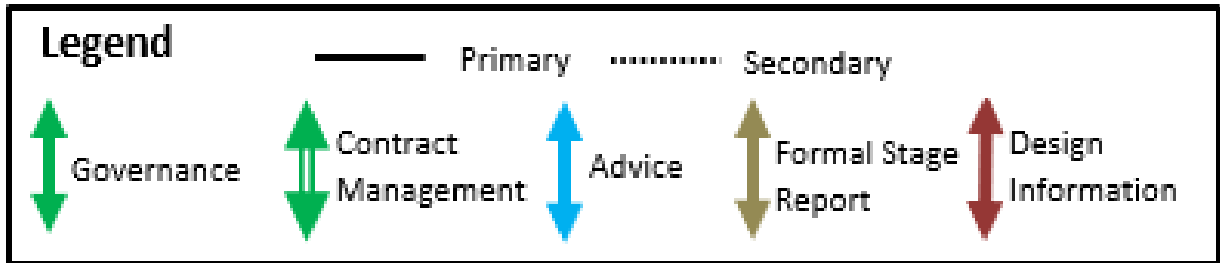 Legend
Primary
Secondary
Governance
Contract
Management
Advice
Formal Stage
Report
Design
Information